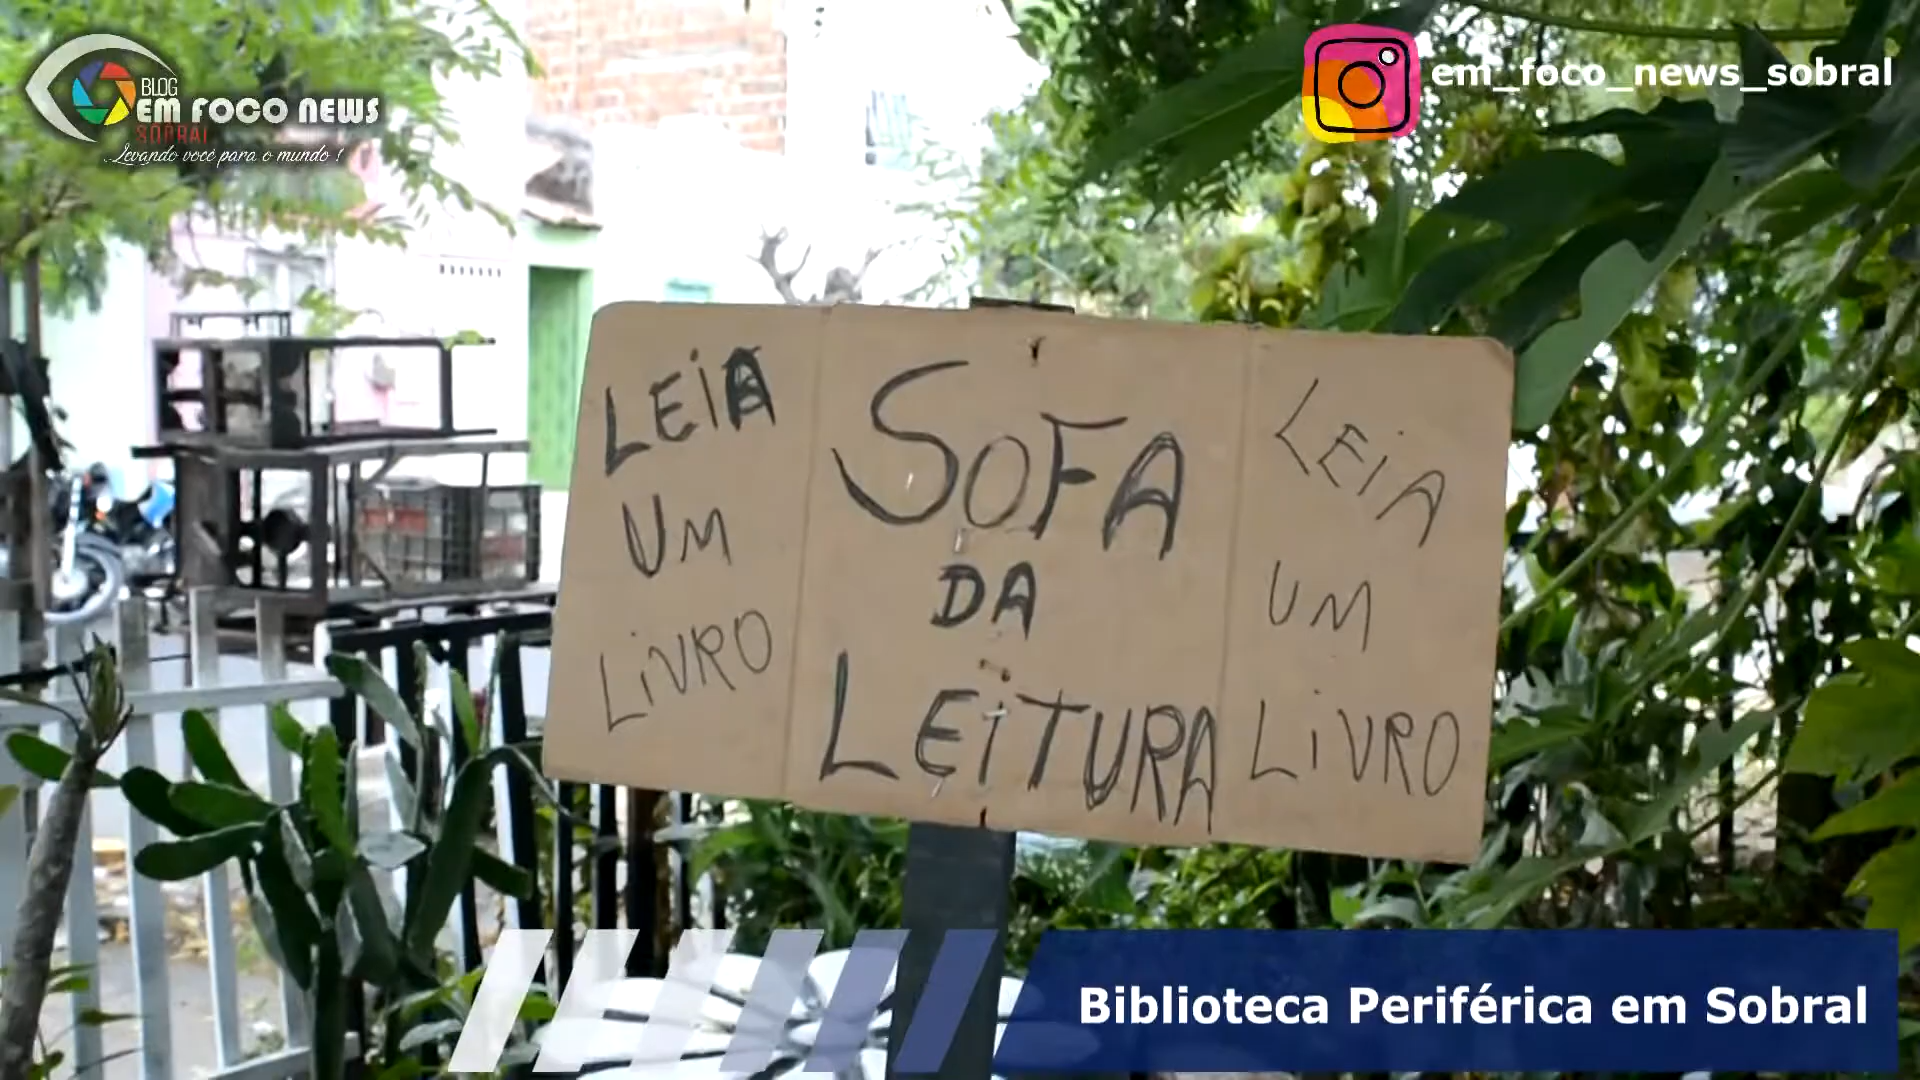 BLOG
EM FOCO NEWS
SOBRAL
Levando você para o mundo !
em_foco_news_sobral
LEiA
UM
LiVRO
SOFA
DA
LEiTURA
LEiA
UM
LiVRO
Biblioteca Periférica em Sobral